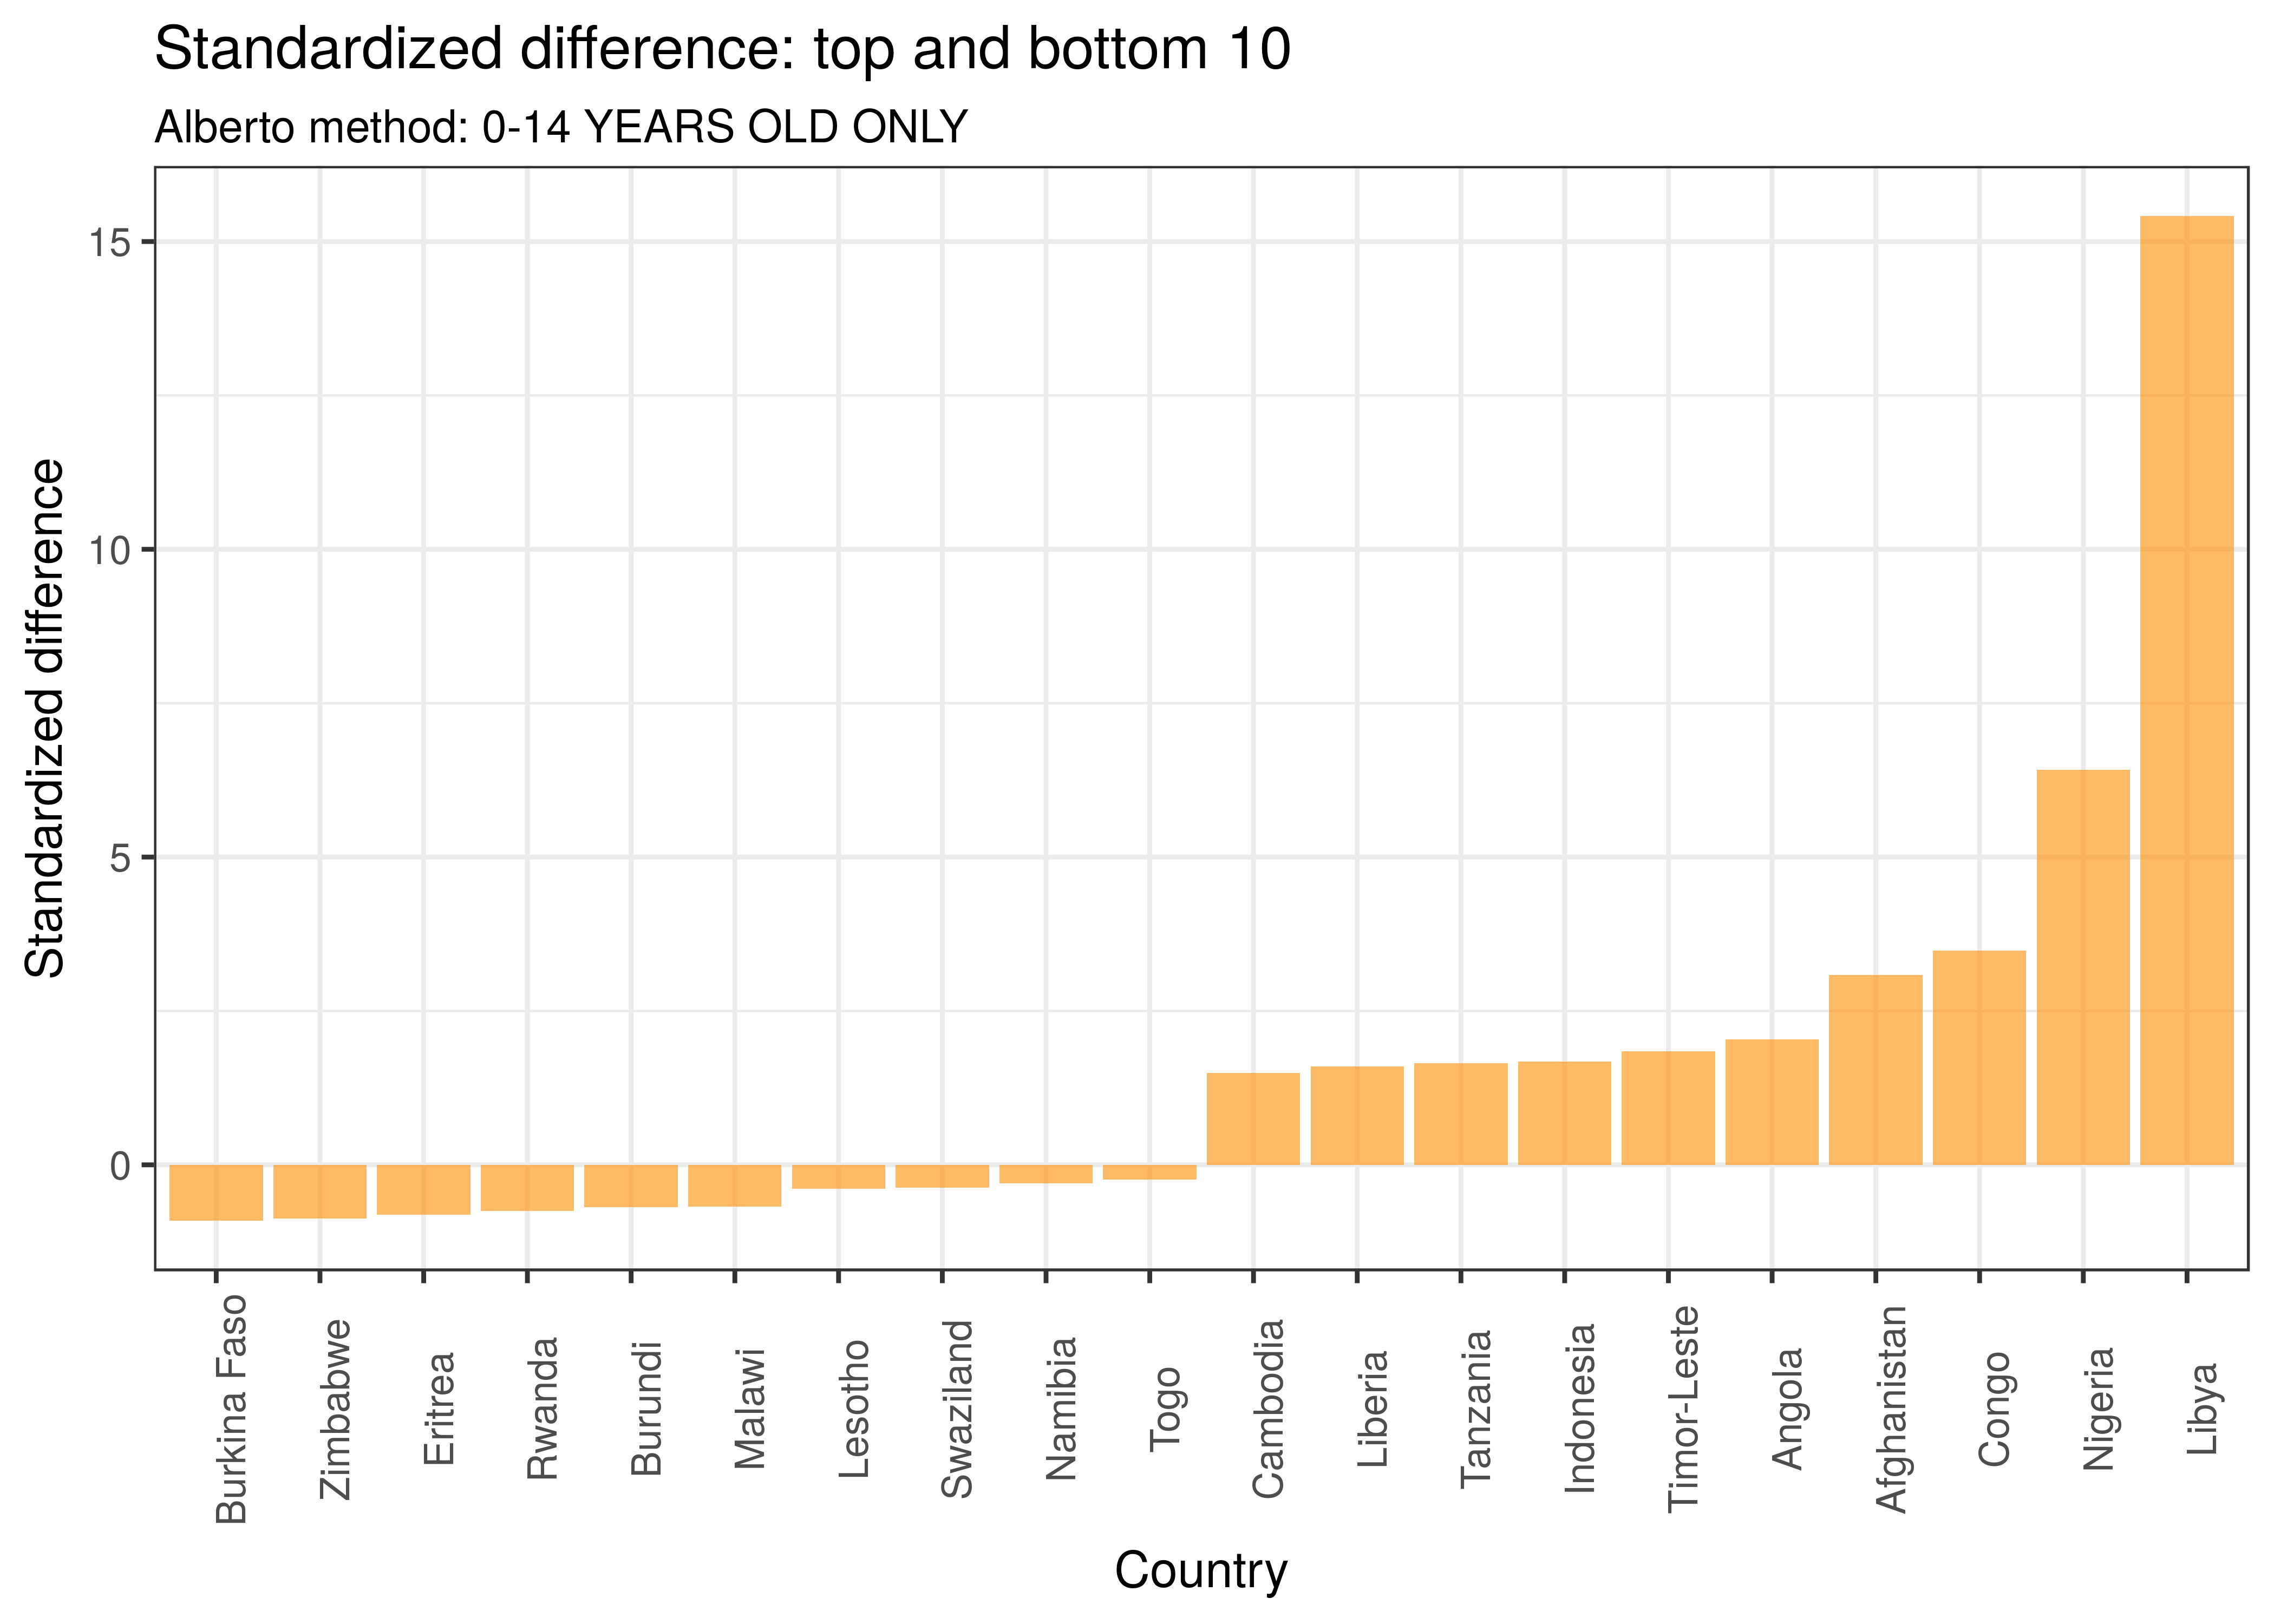 Standardized difference: top and bottom 10
Alberto method: 0-14 YEARS OLD ONLY
Standardized difference
15
10
5
0
Burkina Faso
Zimbabwe
Eritrea
Rwanda
Burundi
Malawi
Lesotho
Swaziland
Namibia
Togo
Cambodia
Liberia
Tanzania
Indonesia
Timor-Leste
Angola
Afghanistan
Congo
Nigeria
Libya
Country